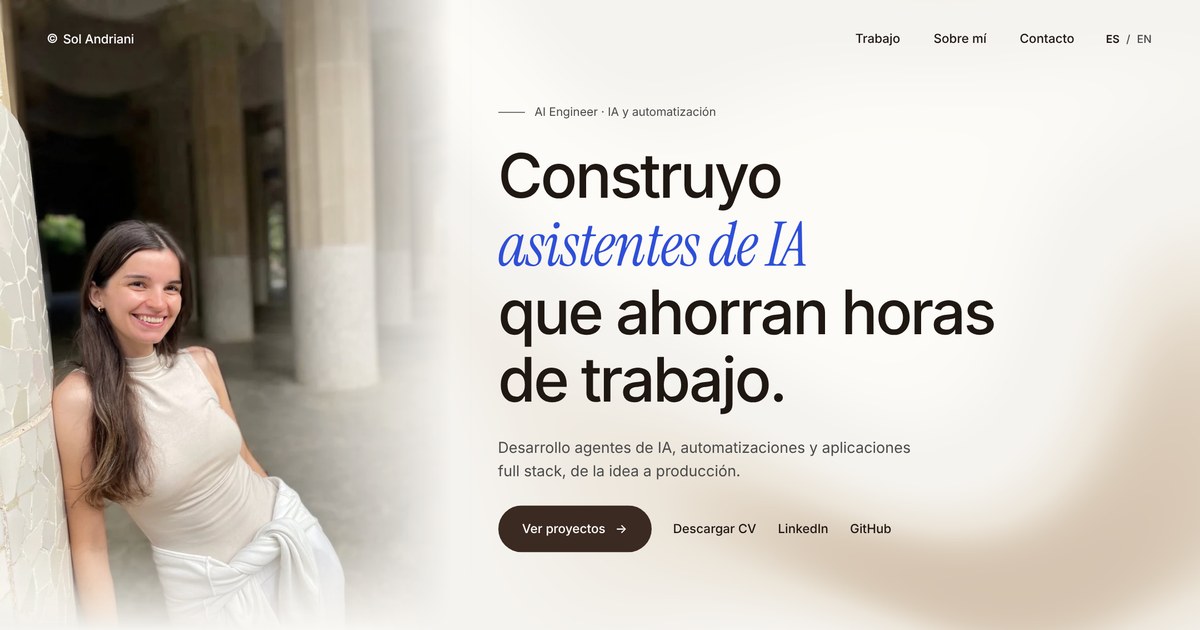 © Sol Andriani
Trabajo Sobre mí Contacto ES / EN
AI Engineer · IA y automatización
Construyo
asistentes de IA
que ahorran horas
de trabajo.
Desarrollo agentes de IA, automatizaciones y aplicaciones
full stack, de la idea a producción.
Ver proyectos → Descargar CV LinkedIn GitHub